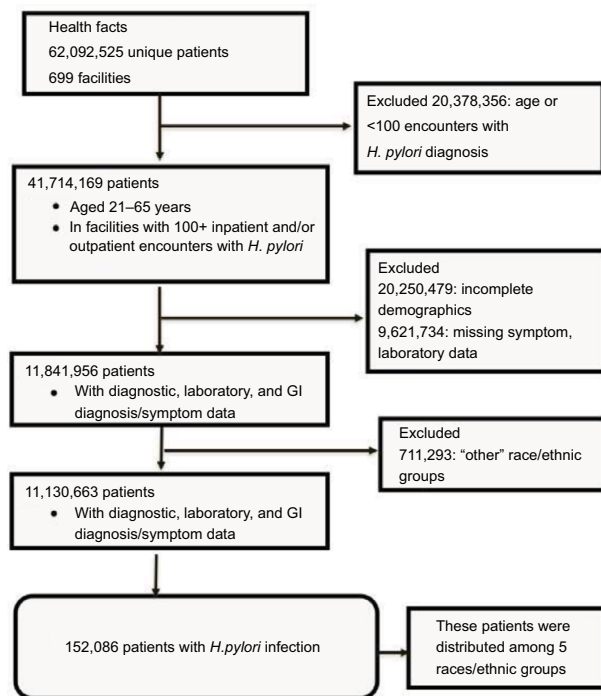 Health facts
62,092,525 unique patients
699 facilities
Excluded 20,378,356: age or
<100 encounters with
H. pylori diagnosis
41,714,169 patients
• Aged 21–65 years
• In facilities with 100+ inpatient and/or
outpatient encounters with H. pylori
Excluded
20,250,479: incomplete
demographics
9,621,734: missing symptom,
laboratory data
11,841,956 patients
• With diagnostic, laboratory, and GI
diagnosis/symptom data
Excluded
711,293: “other” race/ethnic
groups
11,130,663 patients
• With diagnostic, laboratory, and GI
diagnosis/symptom data
152,086 patients with H.pylori infection
These patients were
distributed among 5
races/ethnic groups